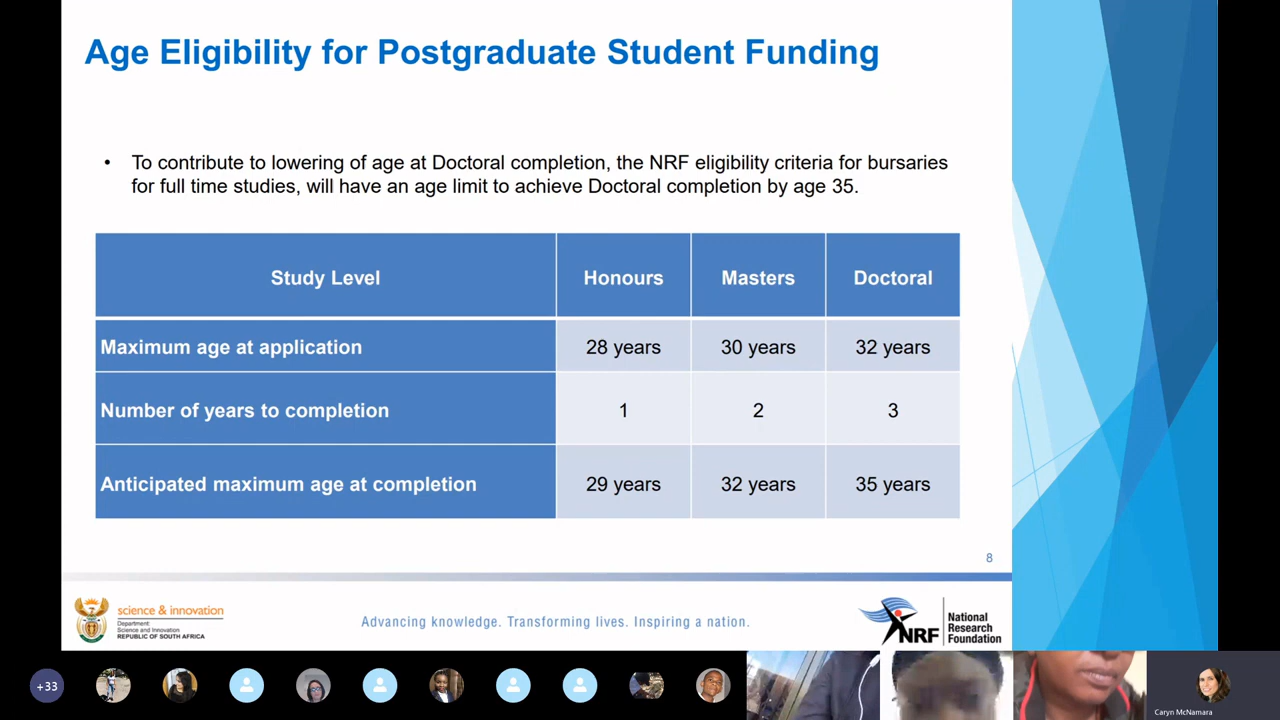 Age Eligibility for Postgraduate Student Funding
• To contribute to lowering of age at Doctoral completion, the NRF eligibility criteria for bursaries
for full time studies, will have an age limit to achieve Doctoral completion by age 35.
Study Level Honours Masters Doctoral
Maximum age at application 28 years 30 years 32 years
Number of years to completion 1 2 3
Anticipated maximum age at completion 29 years 32 years 35 years
8
science & innovation
Department:
Science and Innovation
REPUBLIC OF SOUTH AFRICA
Advancing knowledge. Transforming lives. Inspiring a nation.
NRF
National
Research
Foundation
+33
Caryn McNamara